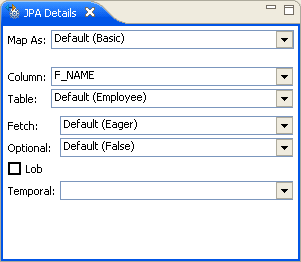 JPA Details
Map As: Default (Basic)
Column: F_NAME
Table: Default (Employee)
Fetch: Default (Eager)
Optional: Default (False)
Lob
Temporal: